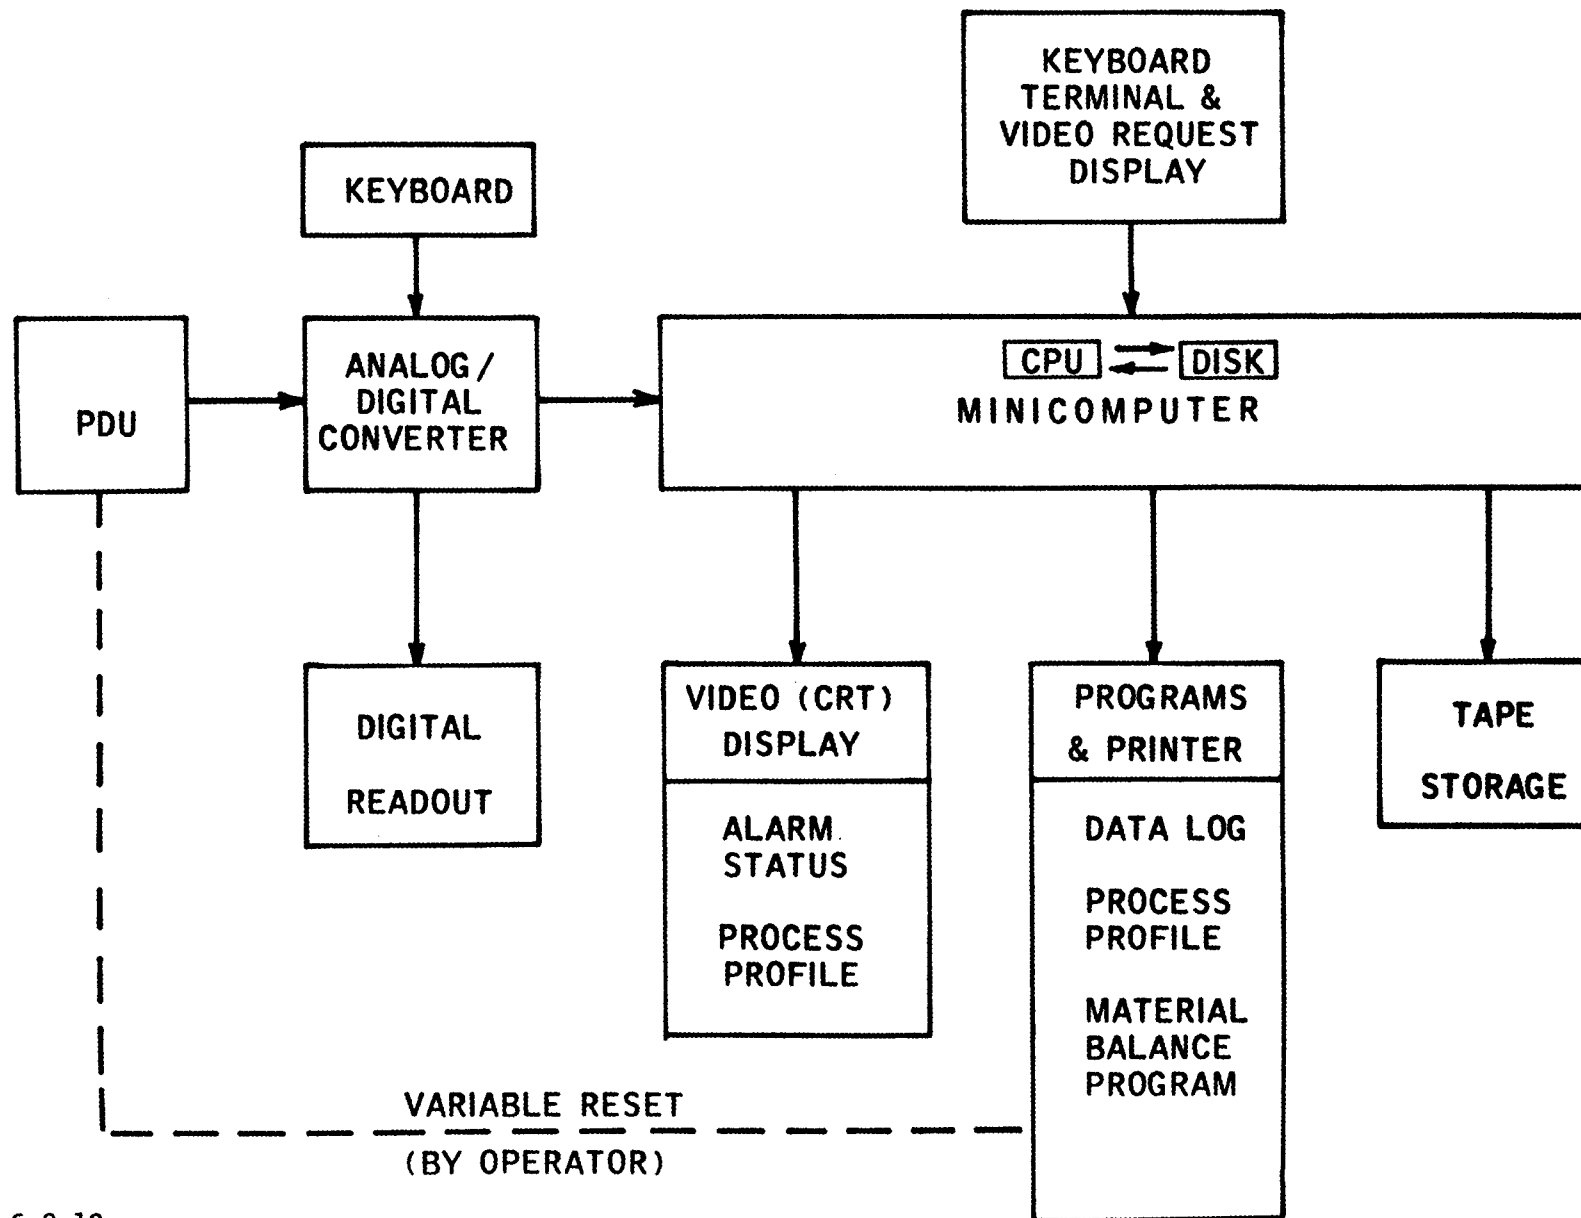 KEYBOARD
TERMINAL &
VIDEO REQUEST
DISPLAY
KEYBOARD
PDU
ANALOG/
DIGITAL
CONVERTER
CPU
DISK
MINICOMPUTER
DIGITAL
READOUT
VIDEO (CRT)
DISPLAY
ALARM
STATUS
PROCESS
PROFILE
PROGRAMS
& PRINTER
DATA LOG
PROCESS
PROFILE
MATERIAL
BALANCE
PROGRAM
TAPE
STORAGE
VARIABLE RESET
(BY OPERATOR)